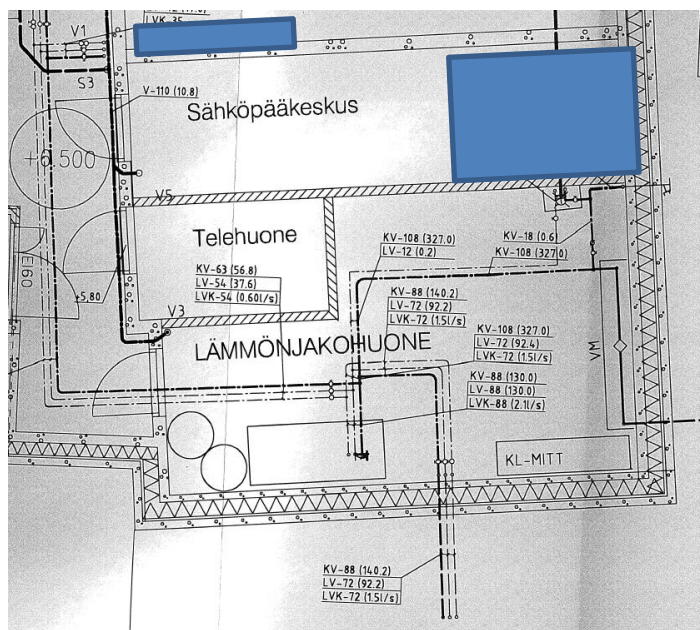 LVK-35
V1
S3
V-110 (10.8)
Sähköpääkeskus
+6.500
V5
Telehuone
KV-63 (56.8)
LV-54 (37.6)
LVK-54 (0.60l/s)
KV-108 (327.0)
LV-12 (0.2)
KV-18 (0.6)
KV-108 (327.0)
EI60
+5,80
V3
KV-88 (140.2)
LV-72 (92.2)
LVK-72 (1.5l/s)
LÄMMÖNJAKOHUONE
KV-108 (327.0)
LV-72 (92.4)
LVK-72 (1.5l/s)
VM
KV-88 (130.0)
LV-88 (130.0)
LVK-88 (2.1l/s)
KL-MITT
KV-88 (140.2)
LV-72 (92.2)
LVK-72 (1.5l/s)